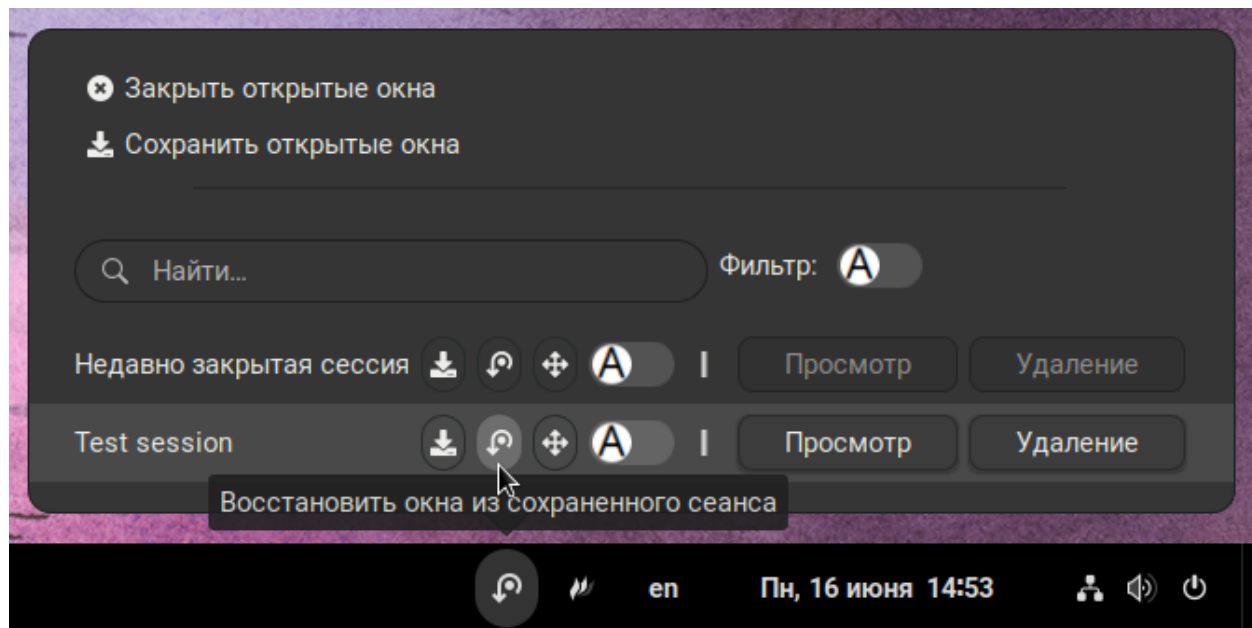 Закрыть открытые окна
Сохранить открытые окна
Найти... Фильтр: A
Недавно закрытая сессия A Просмотр Удаление
Test session A Просмотр Удаление
Восстановить окна из сохраненного сеанса
en Пн, 16 июня 14:53